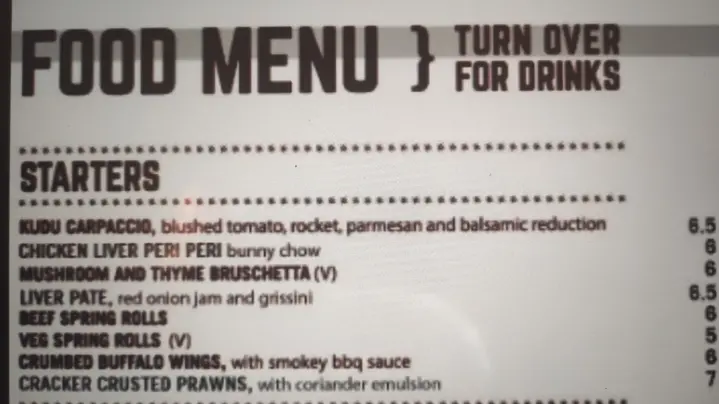 FOOD MENU } TURN OVER
FOR DRINKS
STARTERS
KUDU CARPACCIO, blushed tomato, rocket, parmesan and balsamic reduction 6.5
CHICKEN LIVER PERI PERI bunny chow 6
MUSHROOM AND THYME BRUSCHETTA (V) 6
LIVER PATE, red onion jam and grissini 6.5
BEEF SPRING ROLLS 6
VEG SPRING ROLLS (V) 5
CRUMBED BUFFALO WINGS, with smokey bbq sauce 6
CRACKER CRUSTED PRAWNS, with coriander emulsion 7